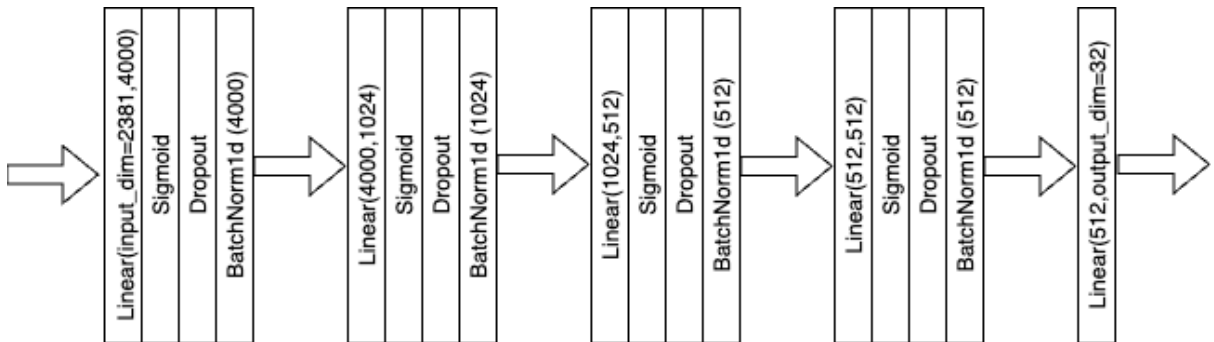 Linear(input_dim=2381,4000)
Sigmoid
Dropout
BatchNorm1d (4000)
Linear(4000,1024)
Sigmoid
Dropout
BatchNorm1d (1024)
Linear(1024,512)
Sigmoid
Dropout
BatchNorm1d (512)
Linear(512,512)
Sigmoid
Dropout
BatchNorm1d (512)
Linear(512,output_dim=32)